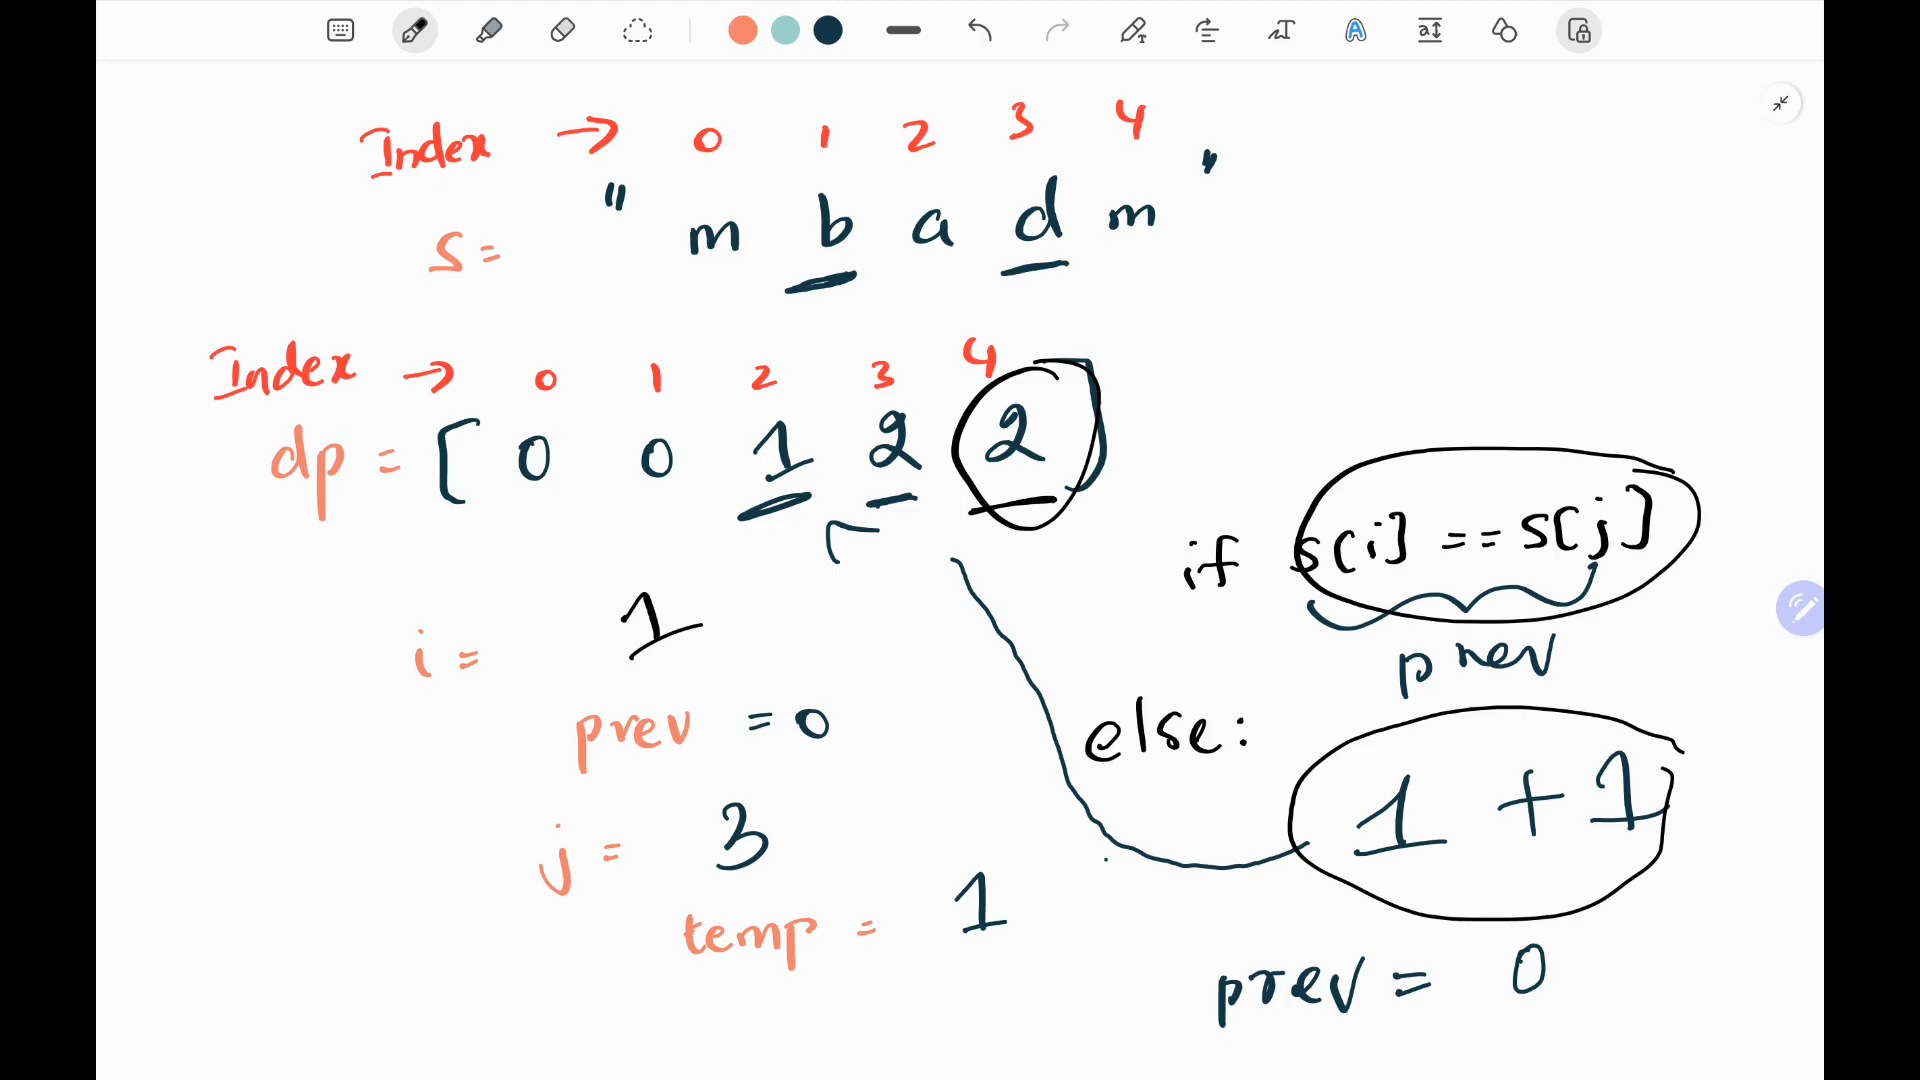 Index → 0 1 2 3 4
s = " m b a d m "
Index → 0 1 2 3 4
dp = [ 0 0 1 2 2 ]
if s[i] == s[j]
prev
i = 1
prev = 0
else:
1 + 1
j = 3
temp = 1
prev = 0